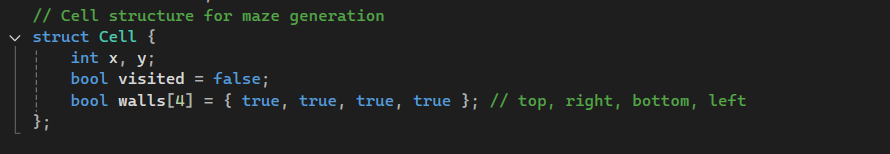 // Cell structure for maze generation
struct Cell {
    int x, y;
    bool visited = false;
    bool walls[4] = { true, true, true, true }; // top, right, bottom, left
};